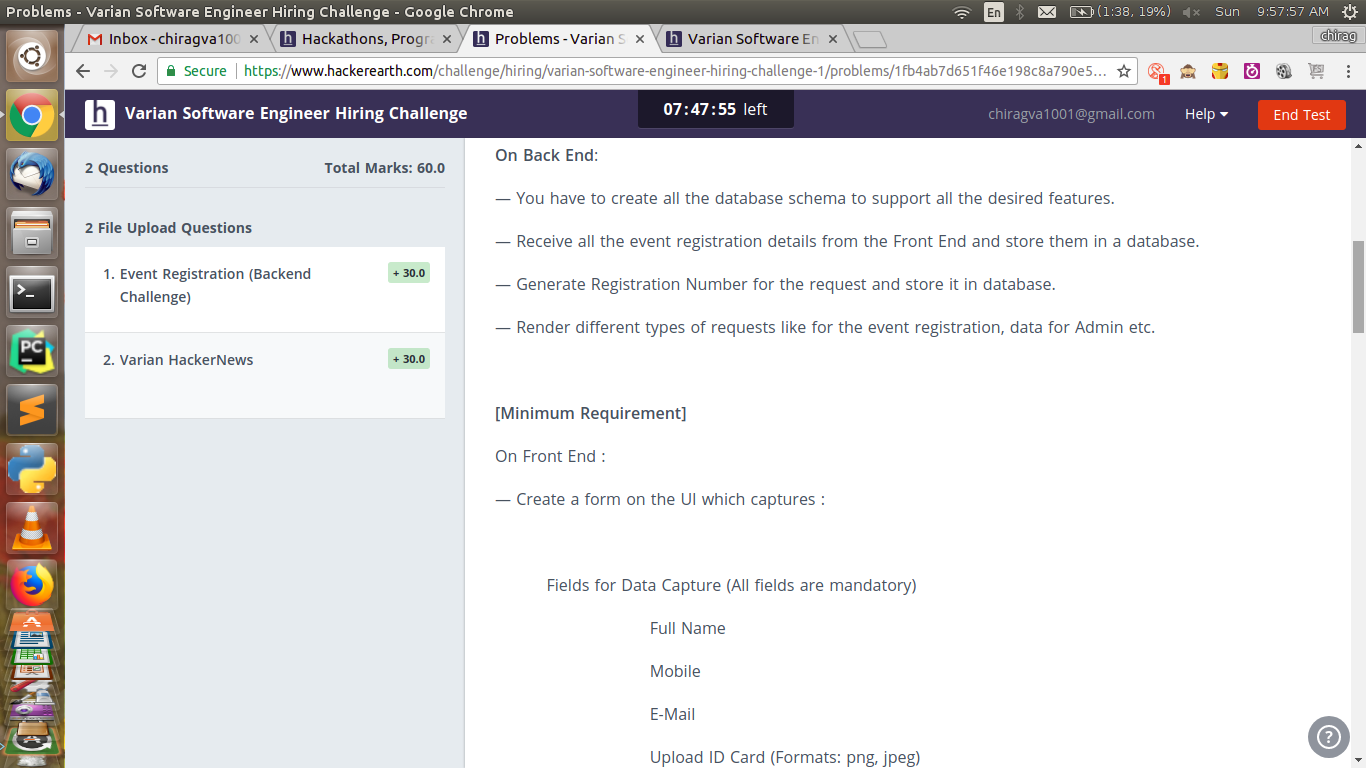 Problems - Varian Software Engineer Hiring Challenge - Google Chrome
En
(1:38, 19%)
Sun
9:57:57 AM
Inbox - chiragva100
Hackathons, Progra
Problems - Varian S
Varian Software En
chirag
Secure
https://www.hackerearth.com/challenge/hiring/varian-software-engineer-hiring-challenge-1/problems/1fb4ab7d651f46e198c8a790e5...
1
h
Varian Software Engineer Hiring Challenge
07:47:55 left
chiragva1001@gmail.com
Help
End Test
2 Questions
Total Marks: 60.0
2 File Upload Questions
1. Event Registration (Backend
Challenge)
+ 30.0
2. Varian HackerNews
+ 30.0
On Back End:
— You have to create all the database schema to support all the desired features.
— Receive all the event registration details from the Front End and store them in a database.
— Generate Registration Number for the request and store it in database.
— Render different types of requests like for the event registration, data for Admin etc.
[Minimum Requirement]
On Front End :
— Create a form on the UI which captures :
Fields for Data Capture (All fields are mandatory)
Full Name
Mobile
E-Mail
Upload ID Card (Formats: png, jpeg)
PC
?